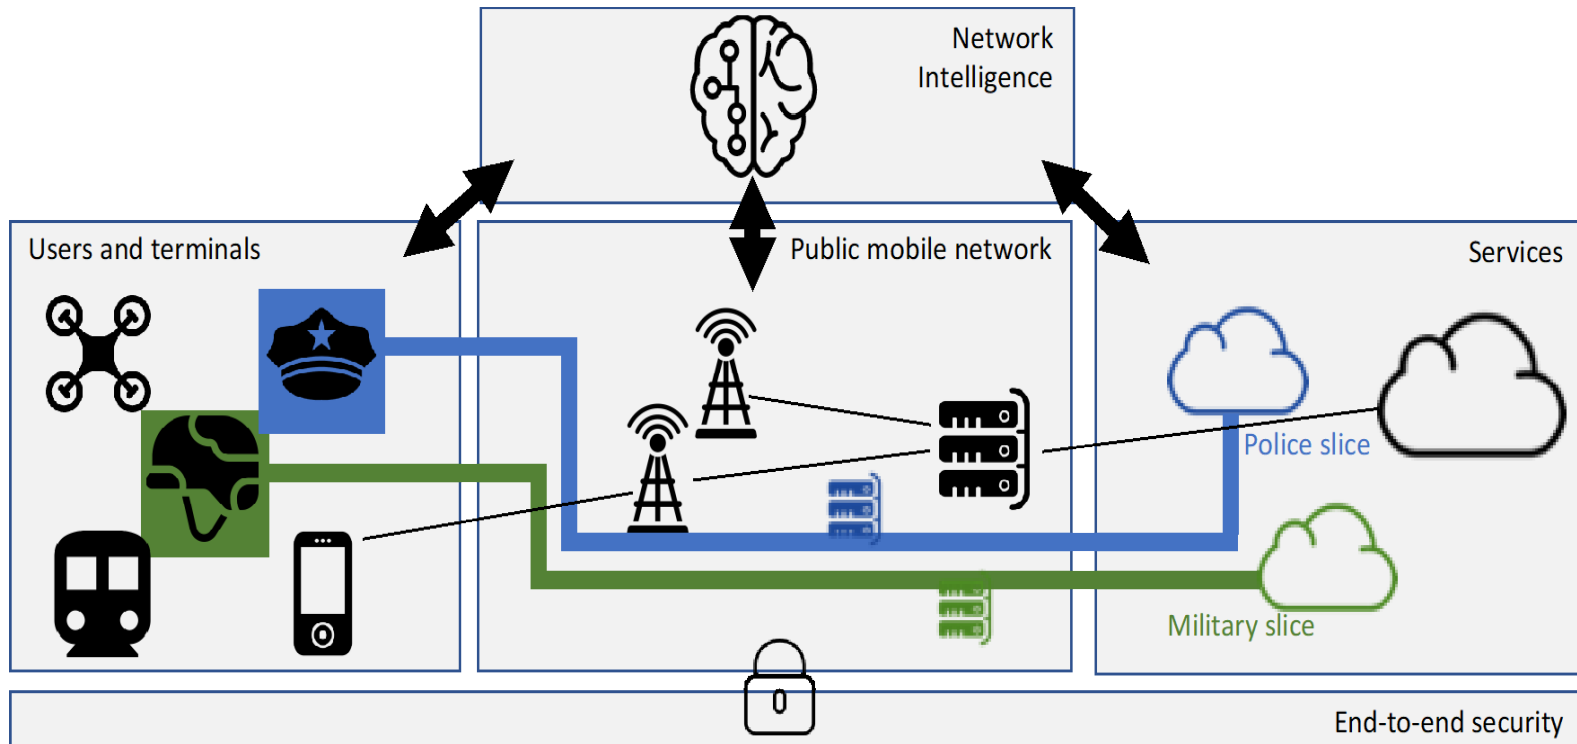 Network
Intelligence
Users and terminals
Public mobile network
Services
Police slice
Military slice
End-to-end security